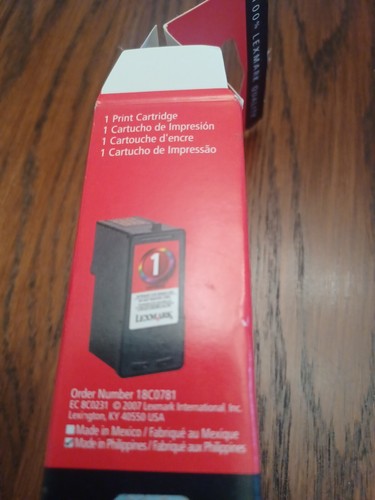 100% LEXMARK
1 Print Cartridge
1 Cartucho de Impresión
1 Cartouche d'encre
1 Cartucho de Impressão
1
LEXMARK
Order Number 18C0781
EC 8C0231 © 2007 Lexmark International, Inc.
Lexington, KY 40550 USA
Made in Mexico / Fabriqué au Mexique
Made in Philippines / Fabriqué aux Philippines